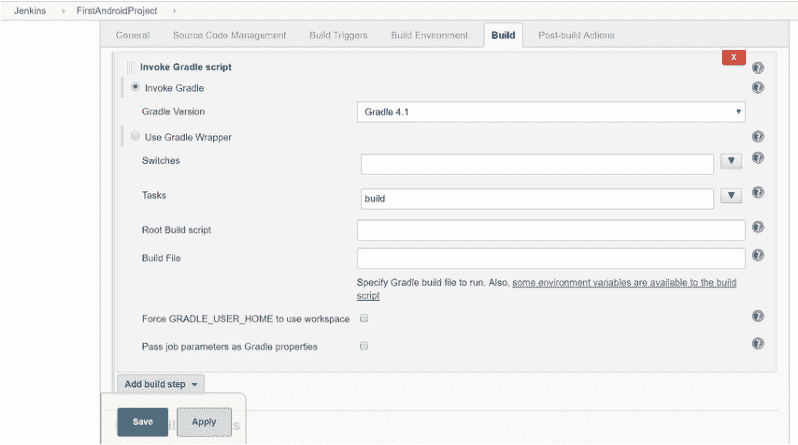 Jenkins FirstAndroidProject
General Source Code Management Build Triggers Build Environment Build Post-build Actions
X
Invoke Gradle script
Invoke Gradle
Gradle Version Gradle 4.1
Use Gradle Wrapper
Switches
Tasks build
Root Build script
Build File
Specify Gradle build file to run. Also, some environment variables are available to the build
script
Force GRADLE_USER_HOME to use workspace
Pass job parameters as Gradle properties
Add build step
Save Apply